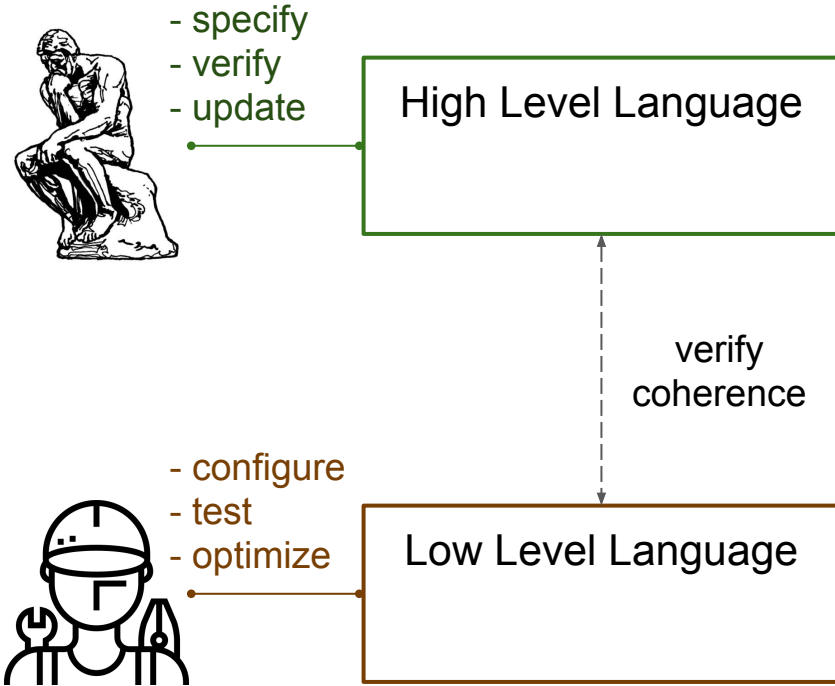 - specify
- verify
- update
High Level Language
verify
coherence
- configure
- test
- optimize
Low Level Language